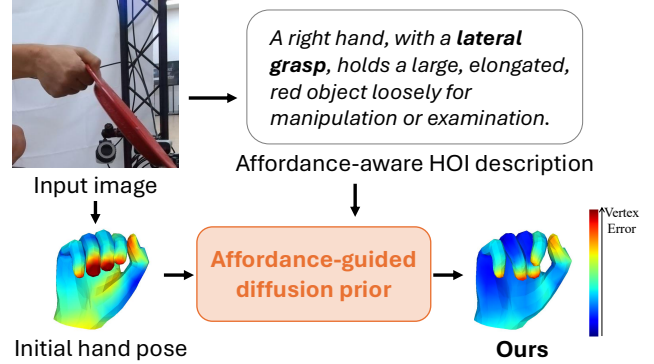 A right hand, with a lateral
grasp, holds a large, elongated,
red object loosely for
manipulation or examination.
Input image
Affordance-aware HOI description
Affordance-guided
diffusion prior
Vertex
Error
Initial hand pose
Ours